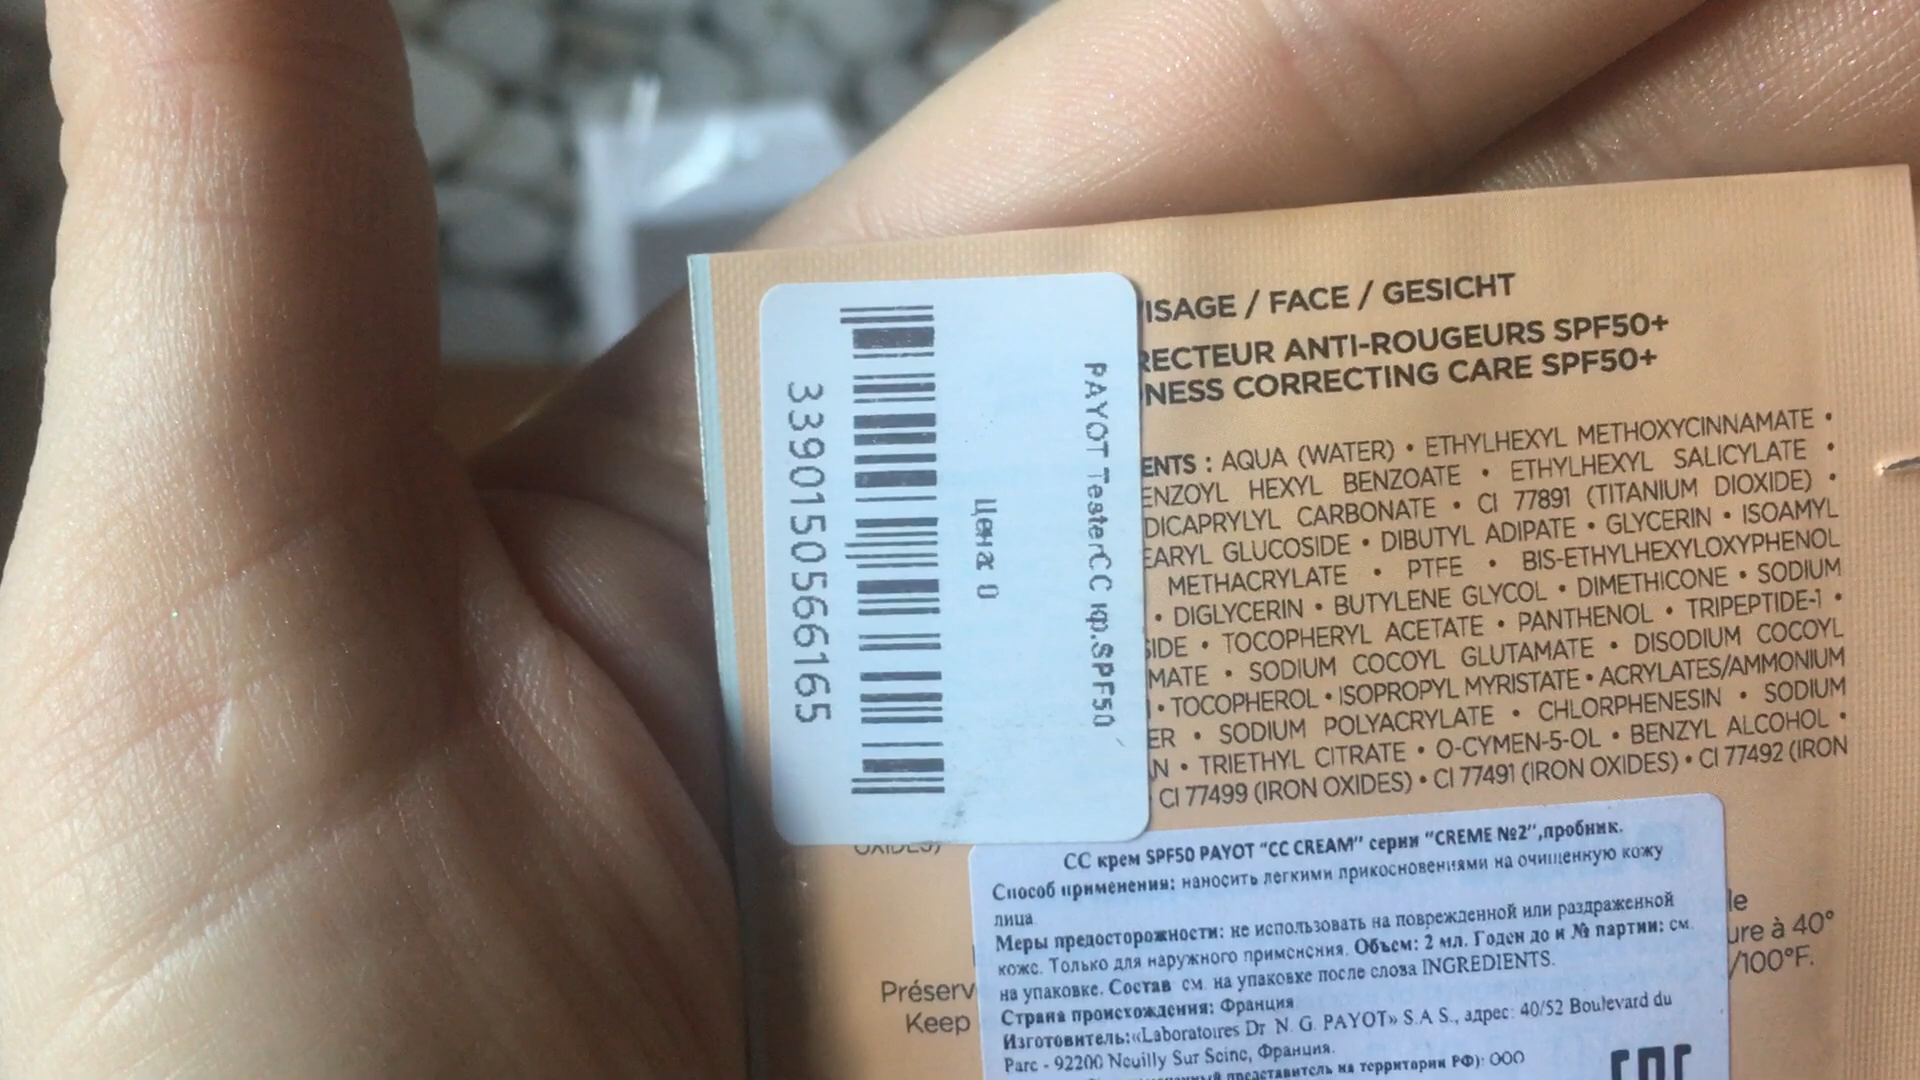 3390150566165
Цена: 0
PAYOT TesterCC кр.SPF50
ISAGE / FACE / GESICHT
RECTEUR ANTI-ROUGEURS SPF50+
NESS CORRECTING CARE SPF50+
ENTS : AQUA (WATER) • ETHYLHEXYL METHOXYCINNAMATE •
ENZOYL HEXYL BENZOATE • ETHYLHEXYL SALICYLATE •
DICAPRYLYL CARBONATE • CI 77891 (TITANIUM DIOXIDE) •
EARYL GLUCOSIDE • DIBUTYL ADIPATE • GLYCERIN • ISOAMYL
METHACRYLATE • PTFE • BIS-ETHYLHEXYLOXYPHENOL
• DIGLYCERIN • BUTYLENE GLYCOL • DIMETHICONE • SODIUM
IDE • TOCOPHERYL ACETATE • PANTHENOL • TRIPEPTIDE-1 •
MATE • SODIUM COCOYL GLUTAMATE • DISODIUM COCOYL
• TOCOPHEROL • ISOPROPYL MYRISTATE • ACRYLATES/AMMONIUM
ER • SODIUM POLYACRYLATE • CHLORPHENESIN • SODIUM
N • TRIETHYL CITRATE • O-CYMEN-5-OL • BENZYL ALCOHOL •
CI 77499 (IRON OXIDES) • CI 77491 (IRON OXIDES) • CI 77492 (IRON
OXIDES)
СС крем SPF50 PAYOT "CC CREAM" серии "CREME №2",пробник.
Способ применения: наносить легкими прикосновениями на очищенную кожу
лица
Меры предосторожности: не использовать на поврежденной или раздраженной
коже. Только для наружного применения. Объем: 2 мл. Годен до и № партии: см.
на упаковке. Состав см. на упаковке после слова INGREDIENTS.
Страна происхождения: Франция
Изготовитель:«Laboratoires Dr N. G. PAYOT» S.A.S., адрес: 40/52 Boulevard du
Parc - 92200 Neuilly Sur Seine, Франция.
представитель на территории РФ): ООО
le
Préserv
ure à 40°
Keep
/100°F.